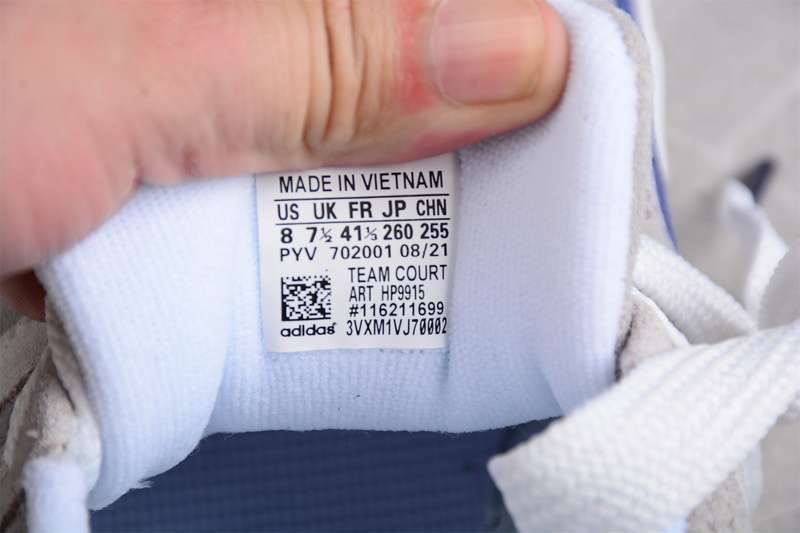 MADE IN VIETNAM
US UK FR JP CHN
8 7½ 41⅓ 260 255
PYV 702001 08/21
TEAM COURT
ART HP9915
#116211699
adidas 3VXM1VJ70002